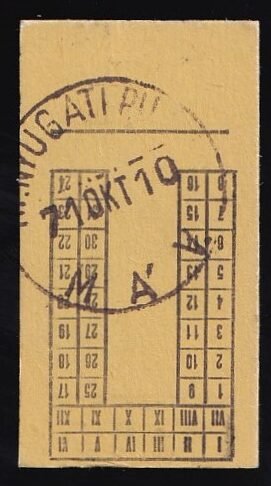 NYUGATI PU
71 OKT 10
M Á V
I II III IV V VI
VII VIII IX X XI XII
1 9 25 17
2 10 26 18
3 11 27 19
4 12 28 20
5 13 29 21
6 30 22
7 15 23
8 16 24